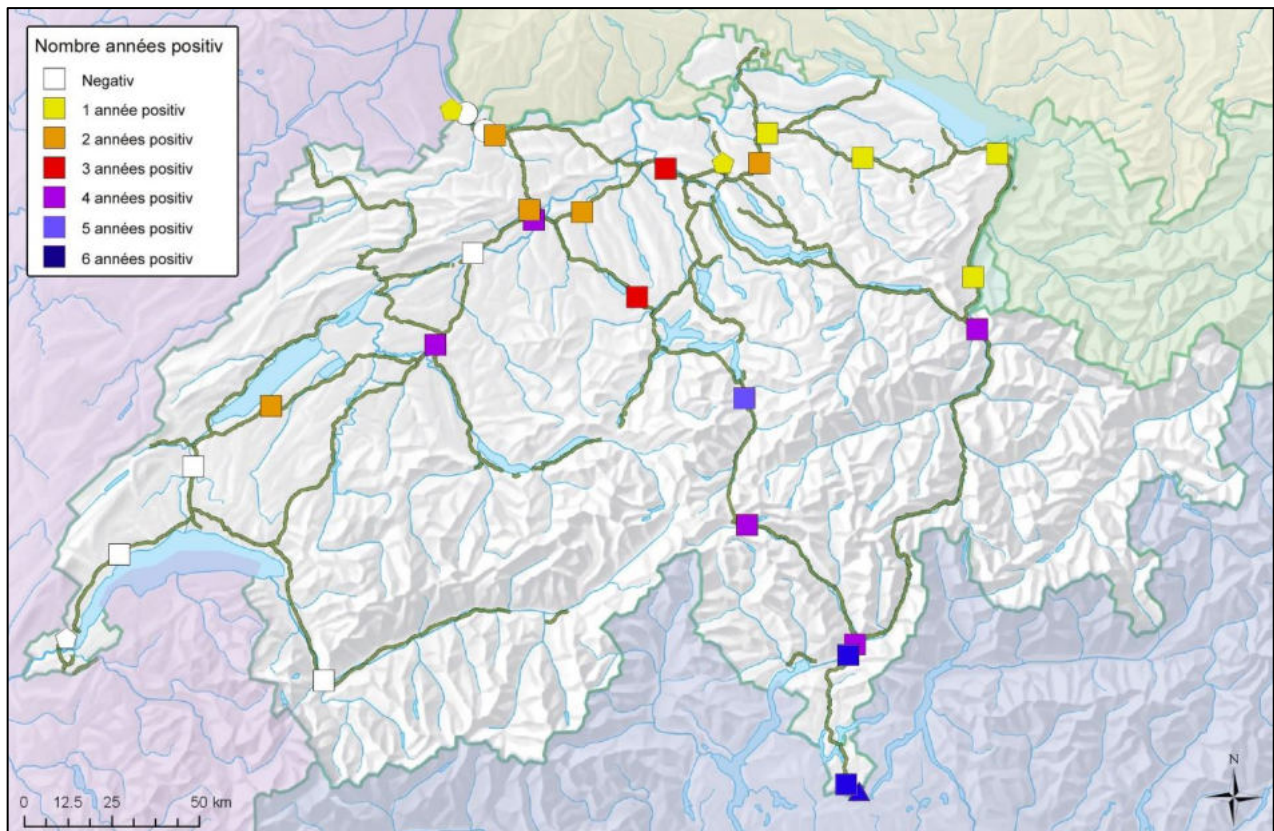 Nombre années positiv
Negativ
1 année positiv
2 années positiv
3 années positiv
4 années positiv
5 années positiv
6 années positiv
0 12.5 25 50 km
N